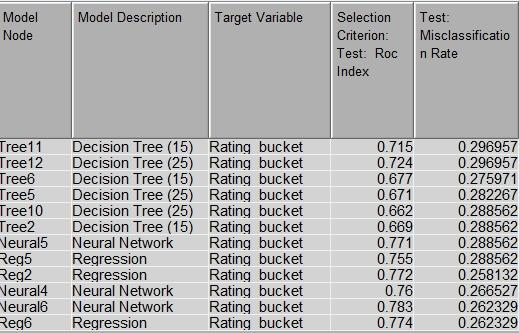 Model Node Model Description Target Variable Selection Criterion: Test: Roc Index Test: Misclassificatio n Rate
Tree11 Decision Tree (15) Rating bucket 0.715 0.296957
Tree12 Decision Tree (25) Rating bucket 0.724 0.296957
Tree6 Decision Tree (15) Rating bucket 0.677 0.275971
Tree5 Decision Tree (25) Rating bucket 0.671 0.282267
Tree10 Decision Tree (25) Rating bucket 0.662 0.288562
Tree2 Decision Tree (15) Rating bucket 0.669 0.288562
Neural5 Neural Network Rating bucket 0.771 0.288562
Reg5 Regression Rating bucket 0.755 0.288562
Reg2 Regression Rating bucket 0.772 0.258132
Neural4 Neural Network Rating bucket 0.76 0.266527
Neural6 Neural Network Rating bucket 0.783 0.262329
Reg6 Regression Rating bucket 0.774 0.262329